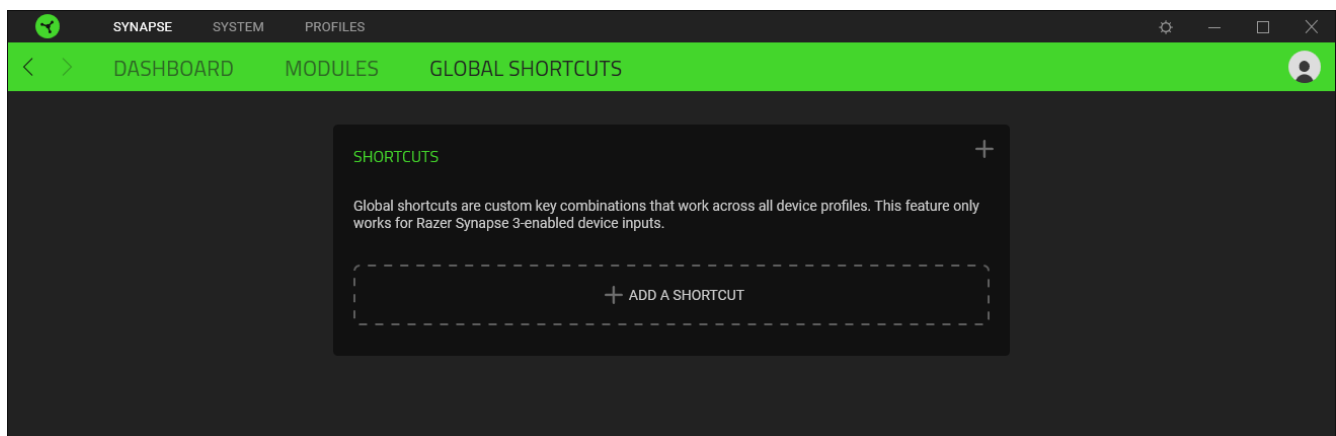 SYNAPSE SYSTEM PROFILES
DASHBOARD MODULES GLOBAL SHORTCUTS
SHORTCUTS
Global shortcuts are custom key combinations that work across all device profiles. This feature only
works for Razer Synapse 3-enabled device inputs.
ADD A SHORTCUT